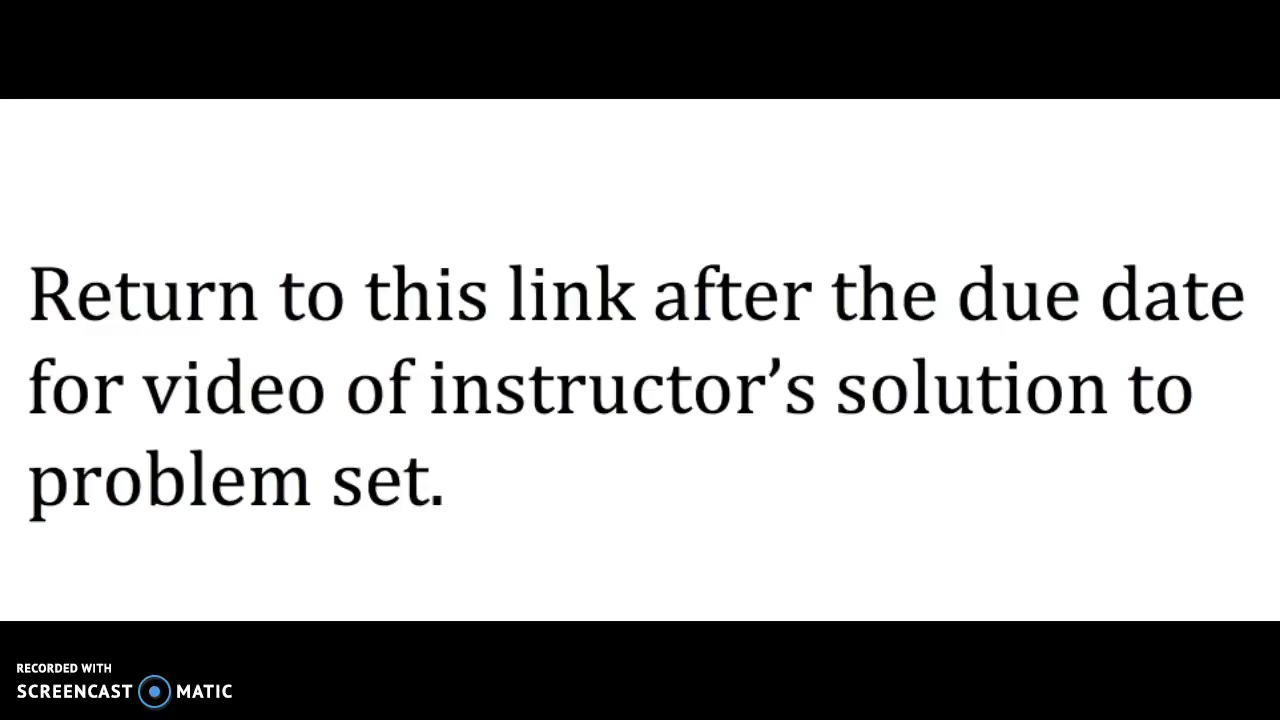 Return to this link after the due date
for video of instructor’s solution to
problem set.
RECORDED WITH
SCREENCAST MATIC